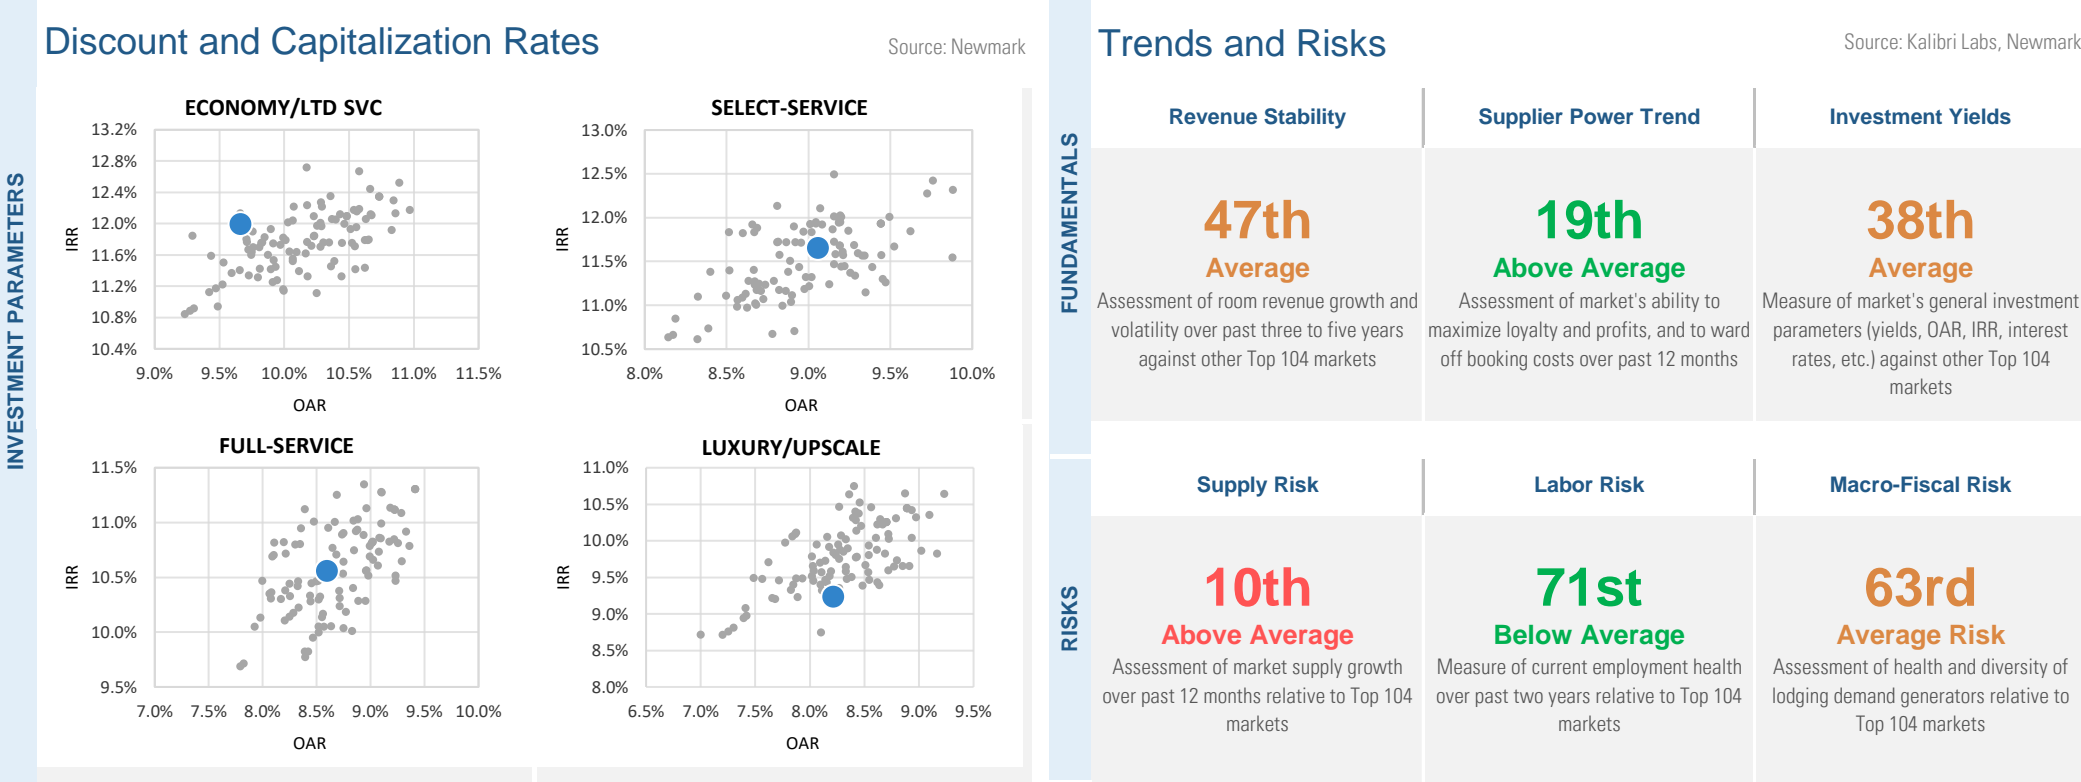 Discount and Capitalization Rates
Source: Newmark
INVESTMENT PARAMETERS
ECONOMY/LTD SVC
13.2%
12.8%
12.4%
12.0%
11.6%
11.2%
10.8%
10.4%
IRR
9.0% 9.5% 10.0% 10.5% 11.0% 11.5%
OAR
SELECT-SERVICE
13.0%
12.5%
12.0%
11.5%
11.0%
10.5%
IRR
8.0% 8.5% 9.0% 9.5% 10.0%
OAR
FULL-SERVICE
11.5%
11.0%
10.5%
10.0%
9.5%
IRR
7.0% 7.5% 8.0% 8.5% 9.0% 9.5% 10.0%
OAR
LUXURY/UPSCALE
11.0%
10.5%
10.0%
9.5%
9.0%
8.5%
8.0%
IRR
6.5% 7.0% 7.5% 8.0% 8.5% 9.0% 9.5%
OAR
Trends and Risks
Source: Kalibri Labs, Newmark
FUNDAMENTALS
Revenue Stability
47th
Average
Assessment of room revenue growth and
volatility over past three to five years
against other Top 104 markets
Supplier Power Trend
19th
Above Average
Assessment of market's ability to
maximize loyalty and profits, and to ward
off booking costs over past 12 months
Investment Yields
38th
Average
Measure of market's general investment
parameters (yields, OAR, IRR, interest
rates, etc.) against other Top 104
markets
RISKS
Supply Risk
10th
Above Average
Assessment of market supply growth
over past 12 months relative to Top 104
markets
Labor Risk
71st
Below Average
Measure of current employment health
over past two years relative to Top 104
markets
Macro-Fiscal Risk
63rd
Average Risk
Assessment of health and diversity of
lodging demand generators relative to
Top 104 markets